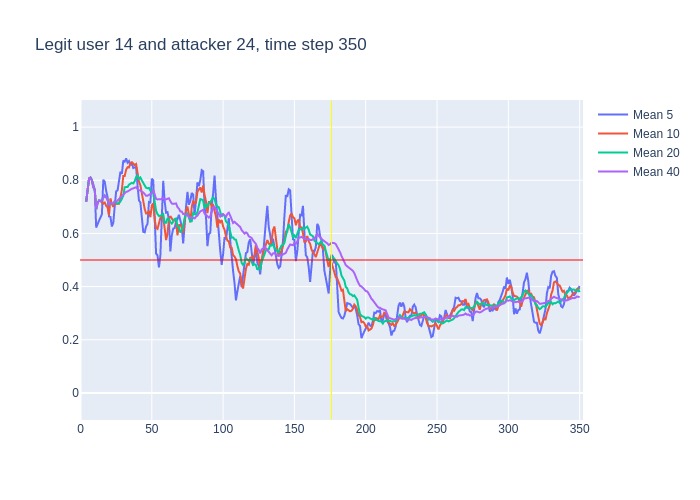 Legit user 14 and attacker 24, time step 350
Mean 5
Mean 10
Mean 20
Mean 40
1
0.8
0.6
0.4
0.2
0
0 50 100 150 200 250 300 350